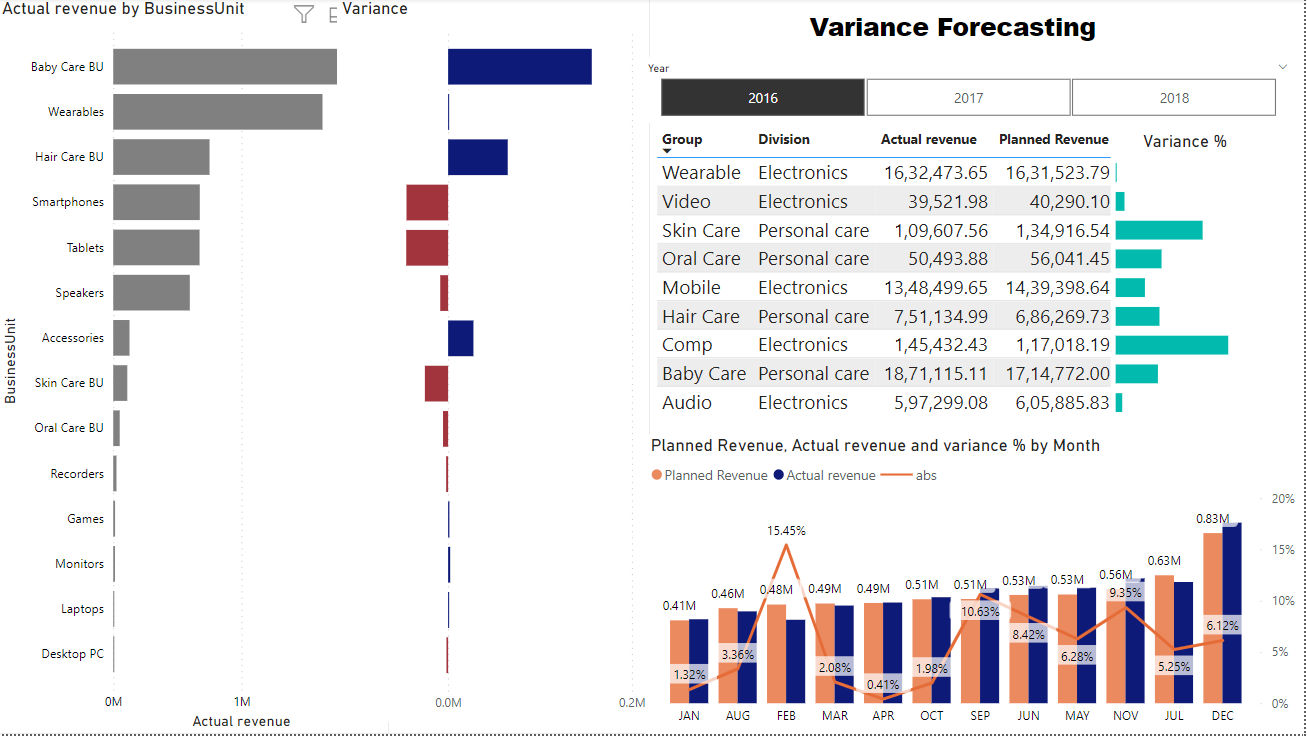 Actual revenue by BusinessUnit
Variance
BusinessUnit
Baby Care BU
Wearables
Hair Care BU
Smartphones
Tablets
Speakers
Accessories
Skin Care BU
Oral Care BU
Recorders
Games
Monitors
Laptops
Desktop PC
0M 1M
Actual revenue
0.0M 0.2M
Variance Forecasting
Year
2016 2017 2018
Group Division Actual revenue Planned Revenue Variance %
Wearable Electronics 16,32,473.65 16,31,523.79
Video Electronics 39,521.98 40,290.10
Skin Care Personal care 1,09,607.56 1,34,916.54
Oral Care Personal care 50,493.88 56,041.45
Mobile Electronics 13,48,499.65 14,39,398.64
Hair Care Personal care 7,51,134.99 6,86,269.73
Comp Electronics 1,45,432.43 1,17,018.19
Baby Care Personal care 18,71,115.11 17,14,772.00
Audio Electronics 5,97,299.08 6,05,885.83
Planned Revenue, Actual revenue and variance % by Month
Planned Revenue Actual revenue abs
0.41M 0.46M 0.48M 0.49M 0.49M 0.51M 0.51M 0.53M 0.53M 0.56M 0.63M 0.83M
1.32% 3.36% 15.45% 2.08% 0.41% 1.98% 10.63% 8.42% 6.28% 9.35% 5.25% 6.12%
20%
15%
10%
5%
0%
JAN AUG FEB MAR APR OCT SEP JUN MAY NOV JUL DEC